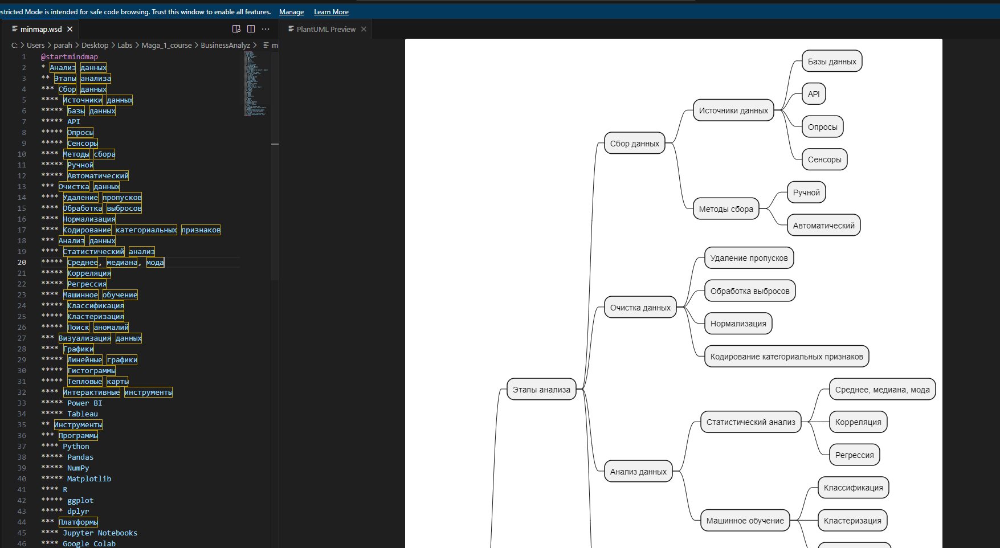 estricted Mode is intended for safe code browsing. Trust this window to enable all features. Manage Learn More
minmap.wsd
PlantUML Preview
C: > Users > parah > Desktop > Labs > Maga_1_course > BusinessAnalyz > m
1 @startmindmap
2 * Анализ данных
3 ** Этапы анализа
4 *** Сбор данных
5 **** Источники данных
6 ***** Базы данных
7 ***** API
8 ***** Опросы
9 ***** Сенсоры
10 **** Методы сбора
11 ***** Ручной
12 ***** Автоматический
13 *** Очистка данных
14 **** Удаление пропусков
15 **** Обработка выбросов
16 **** Нормализация
17 **** Кодирование категориальных признаков
18 *** Анализ данных
19 **** Статистический анализ
20 ***** Среднее, медиана, мода
21 ***** Корреляция
22 ***** Регрессия
23 **** Машинное обучение
24 ***** Классификация
25 ***** Кластеризация
26 ***** Поиск аномалий
27 *** Визуализация данных
28 **** Графики
29 ***** Линейные графики
30 ***** Гистограммы
31 ***** Тепловые карты
32 **** Интерактивные инструменты
33 ***** Power BI
34 ***** Tableau
35 ** Инструменты
36 *** Программы
37 **** Python
38 ***** Pandas
39 ***** NumPy
40 ***** Matplotlib
41 **** R
42 ***** ggplot
43 ***** dplyr
44 *** Платформы
45 **** Jupyter Notebooks
46 **** Google Colab
Базы данных
API
Источники данных
Опросы
Сбор данных
Сенсоры
Ручной
Методы сбора
Автоматический
Удаление пропусков
Обработка выбросов
Очистка данных
Нормализация
Кодирование категориальных признаков
Этапы анализа
Среднее, медиана, мода
Статистический анализ
Корреляция
Регрессия
Анализ данных
Классификация
Машинное обучение
Кластеризация